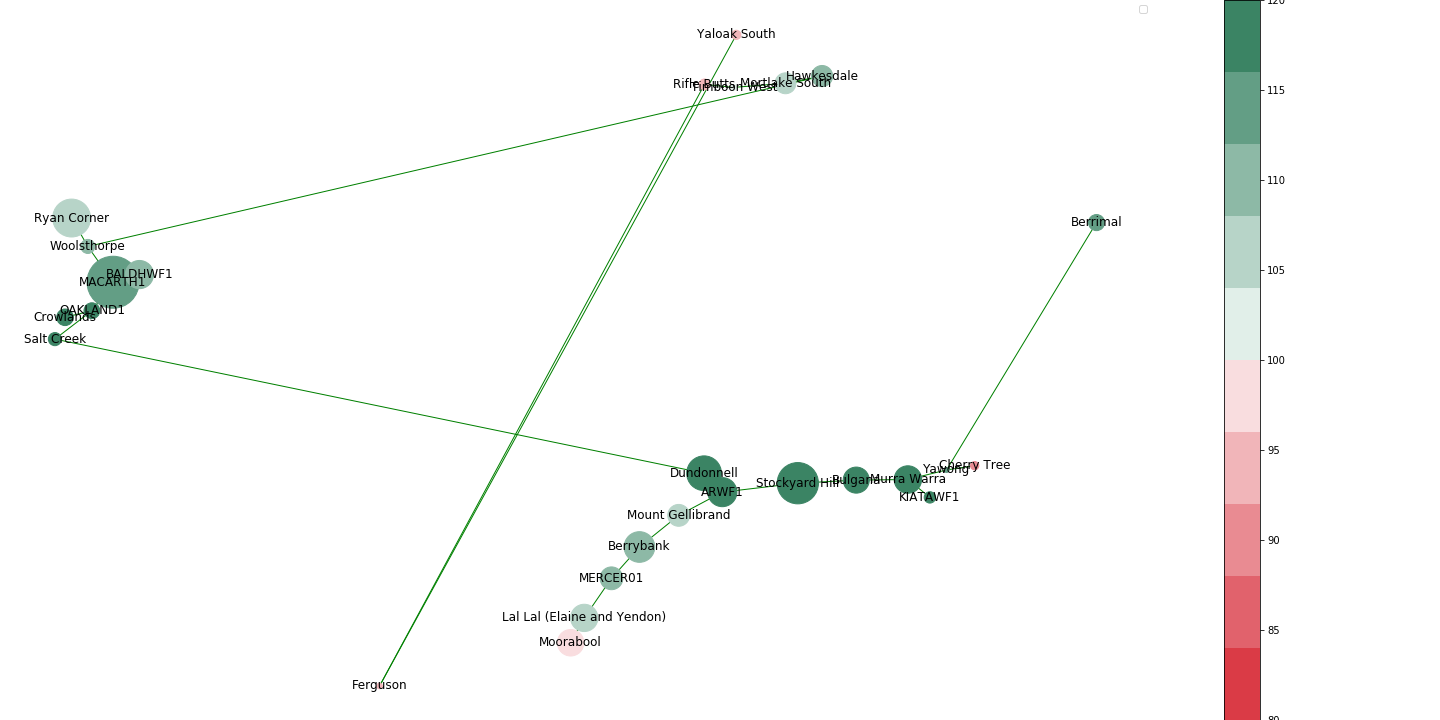 120
Yaloak South
Hawkesdale
Rifle Butts
Mortlake South
Timboon West
115
110
Ryan Corner
Berrimal
Woolsthorpe
105
BALDHWF1
MACARTH1
OAKLAND1
Crowlands
Salt Creek
100
95
Cherry Tree
Yawong
Dundonnell
Murra Warra
Bulgana
Stockyard Hill
ARWF1
KIATAWF1
Mount Gellibrand
90
Berrybank
MERCER01
Lal Lal (Elaine and Yendon)
85
Moorabool
Ferguson
80